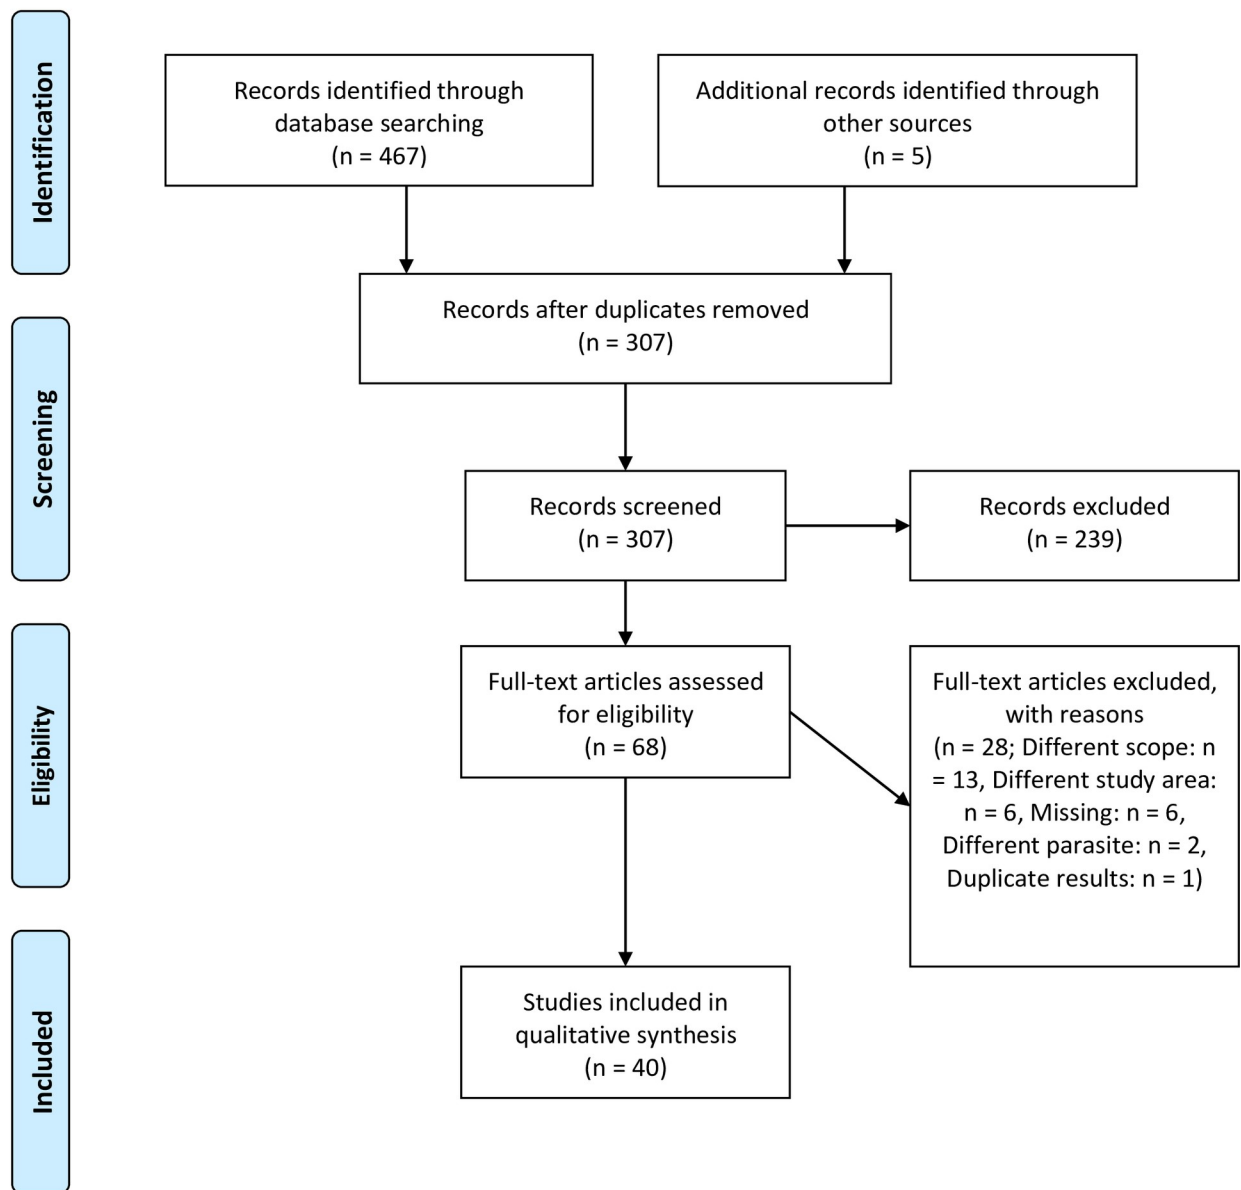 Identification
Records identified through
database searching
(n = 467)
Additional records identified through
other sources
(n = 5)
Records after duplicates removed
(n = 307)
Screening
Records screened
(n = 307)
Records excluded
(n = 239)
Eligibility
Full-text articles assessed
for eligibility
(n = 68)
Full-text articles excluded,
with reasons
(n = 28; Different scope: n
= 13, Different study area:
n = 6, Missing: n = 6,
Different parasite: n = 2,
Duplicate results: n = 1)
Included
Studies included in
qualitative synthesis
(n = 40)